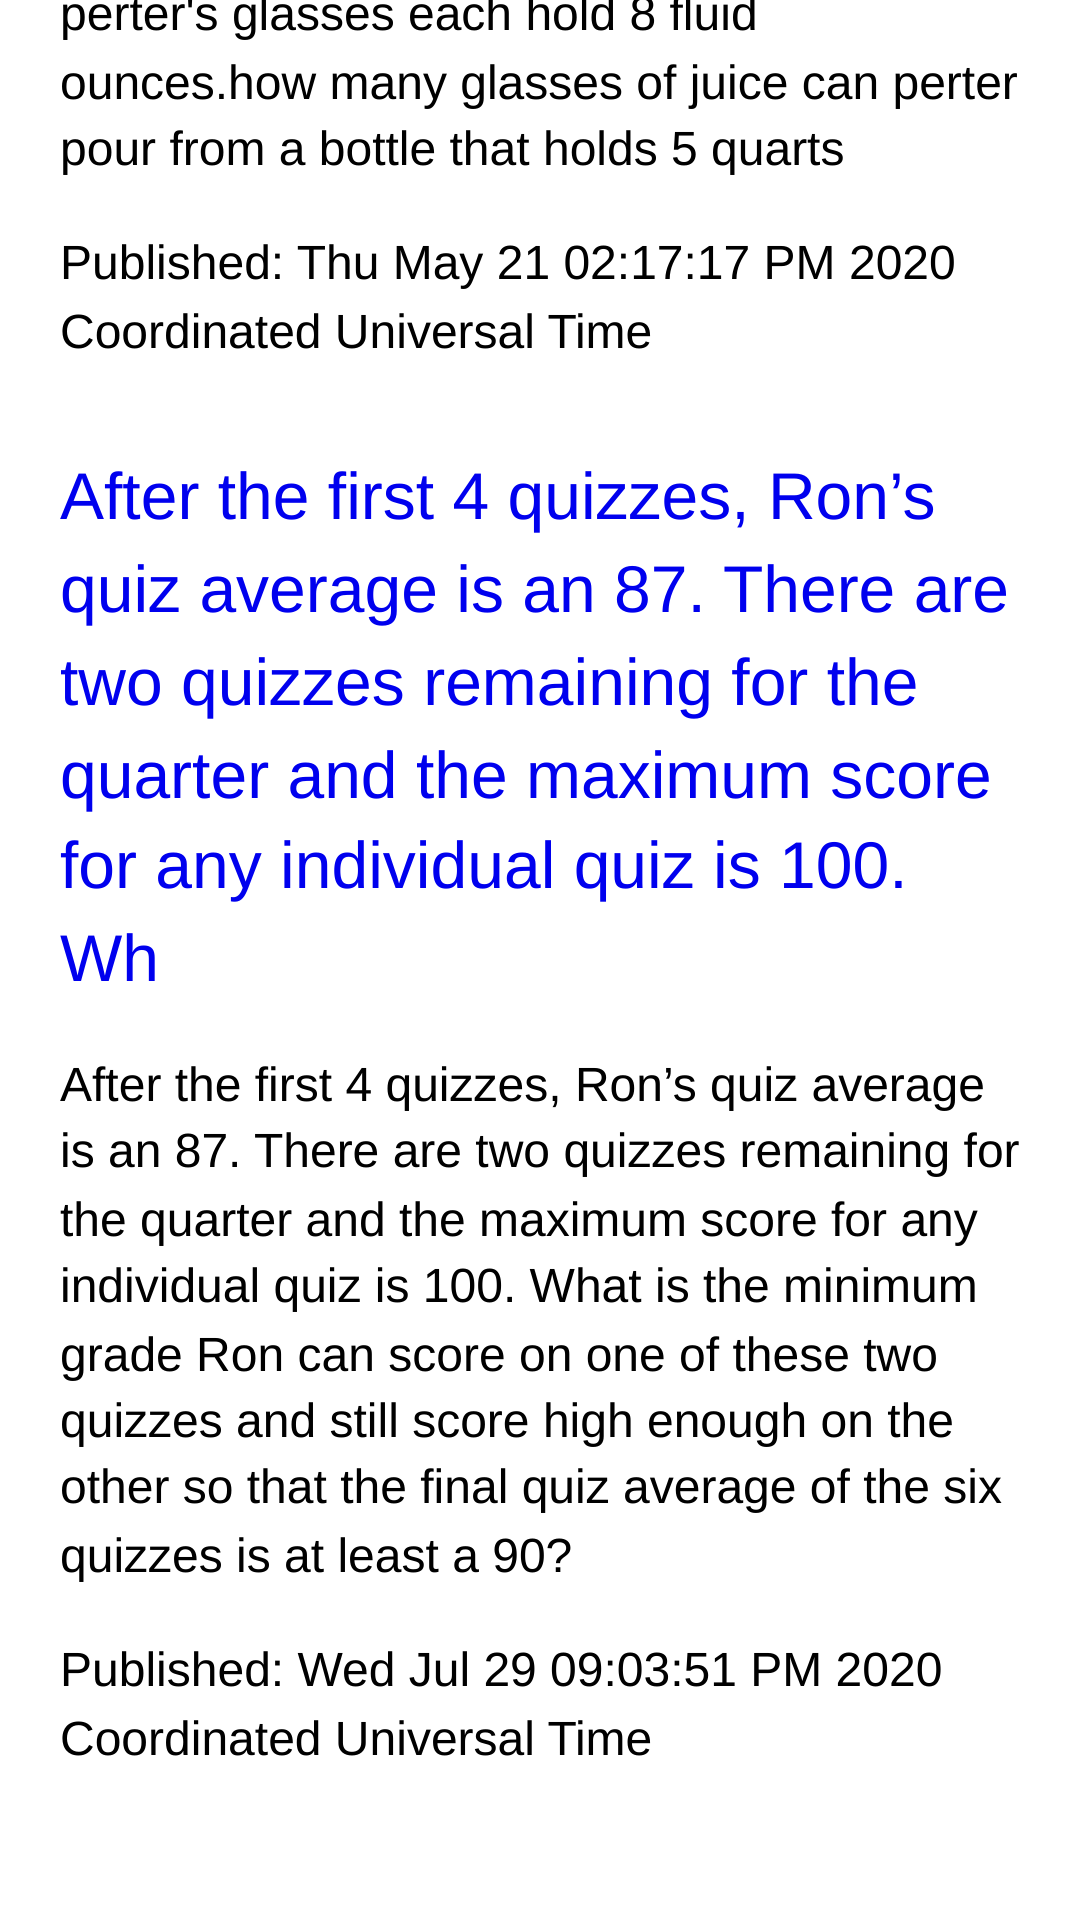 perter's glasses each hold 8 fluid
ounces.how many glasses of juice can perter
pour from a bottle that holds 5 quarts
Published: Thu May 21 02:17:17 PM 2020
Coordinated Universal Time
After the first 4 quizzes, Ron’s
quiz average is an 87. There are
two quizzes remaining for the
quarter and the maximum score
for any individual quiz is 100.
Wh
After the first 4 quizzes, Ron’s quiz average
is an 87. There are two quizzes remaining for
the quarter and the maximum score for any
individual quiz is 100. What is the minimum
grade Ron can score on one of these two
quizzes and still score high enough on the
other so that the final quiz average of the six
quizzes is at least a 90?
Published: Wed Jul 29 09:03:51 PM 2020
Coordinated Universal Time